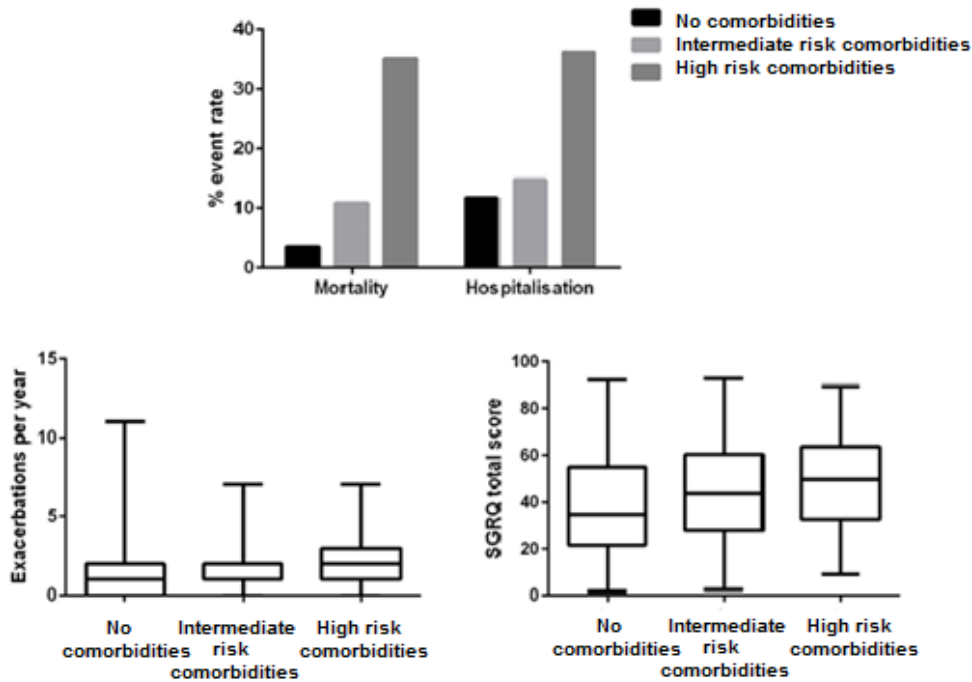 No comorbidities
Intermediate risk comorbidities
High risk comorbidities
% event rate
40
30
20
10
0
Mortality
Hospitalisation
Exacerbations per year
15
10
5
0
No
comorbidities
Intermediate
risk
comorbidities
High risk
comorbidities
SGRQ total score
100
80
60
40
20
0
No
comorbidities
Intermediate
risk
comorbidities
High risk
comorbidities